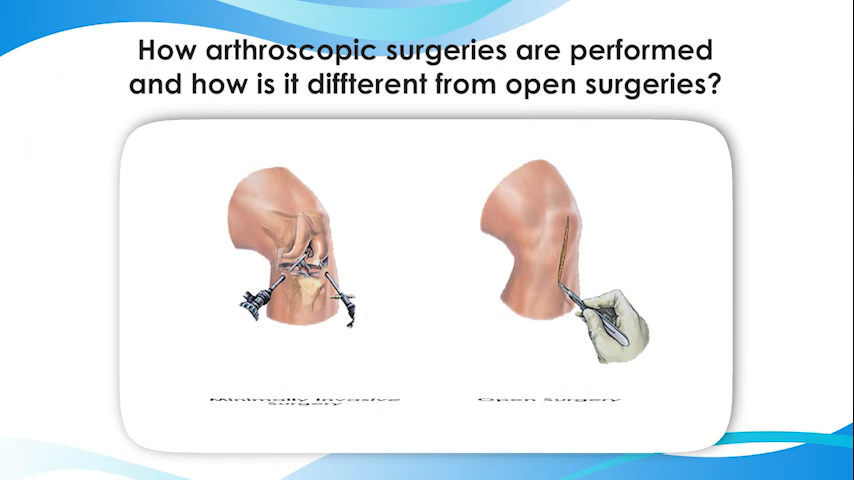 How arthroscopic surgeries are performed
and how is it diffterent from open surgeries?
Minimally Invasive
Surgery
Open Surgery